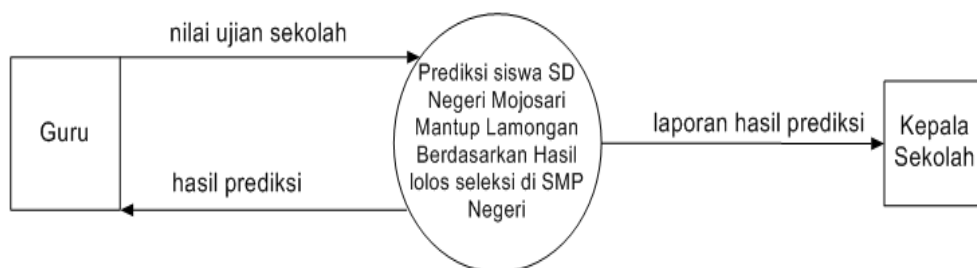 nilai ujian sekolah
Guru
hasil prediksi
Prediksi siswa SD
Negeri Mojosari
Mantup Lamongan
Berdasarkan Hasil
lolos seleksi di SMP
Negeri
laporan hasil prediksi
Kepala
Sekolah